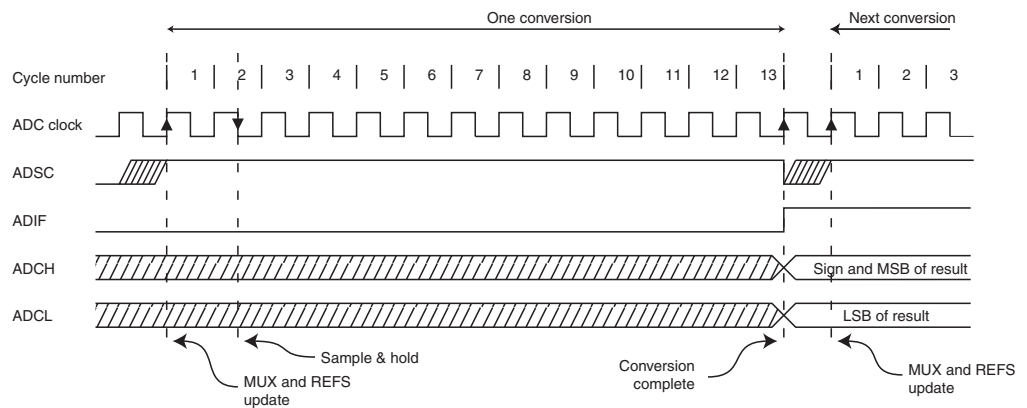 One conversion Next conversion
Cycle number 1 2 3 4 5 6 7 8 9 10 11 12 13 1 2 3
ADC clock
ADSC
ADIF
ADCH Sign and MSB of result
ADCL LSB of result
Sample & hold
MUX and REFS
update
Conversion
complete
MUX and REFS
update